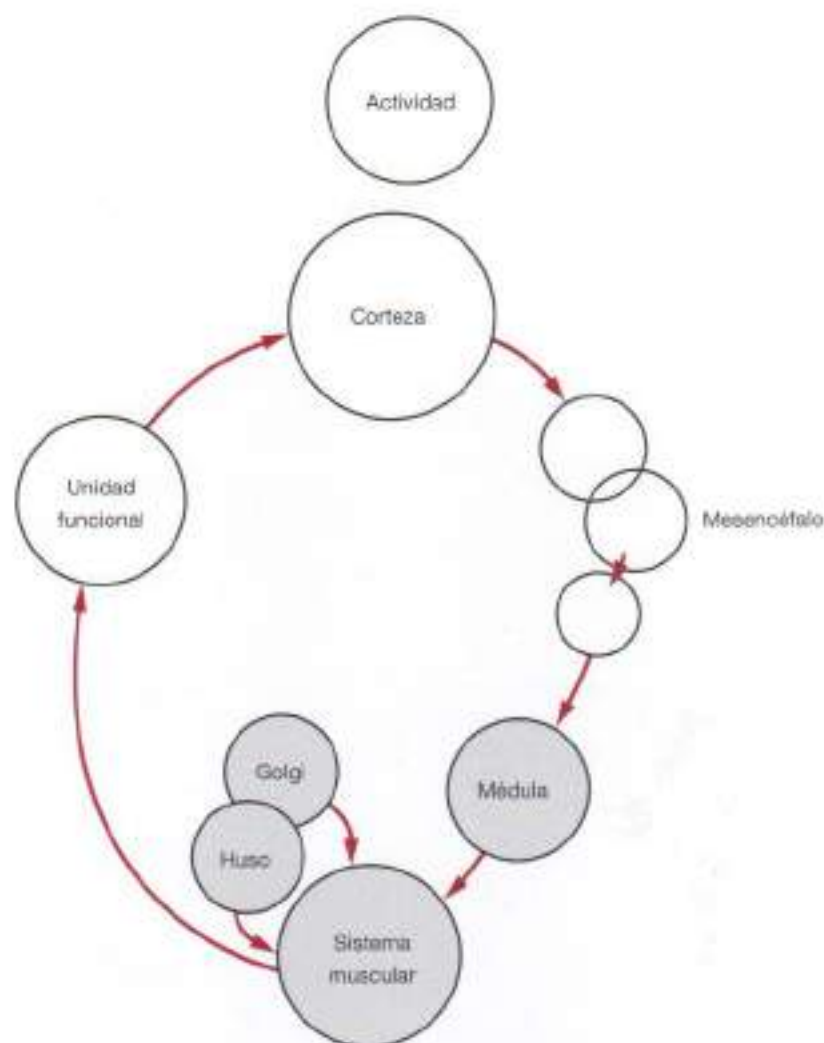 Actividad
Corteza
Unidad
funcional
Mesencéfalo
Golgi
Médula
Huso
Sistema
muscular